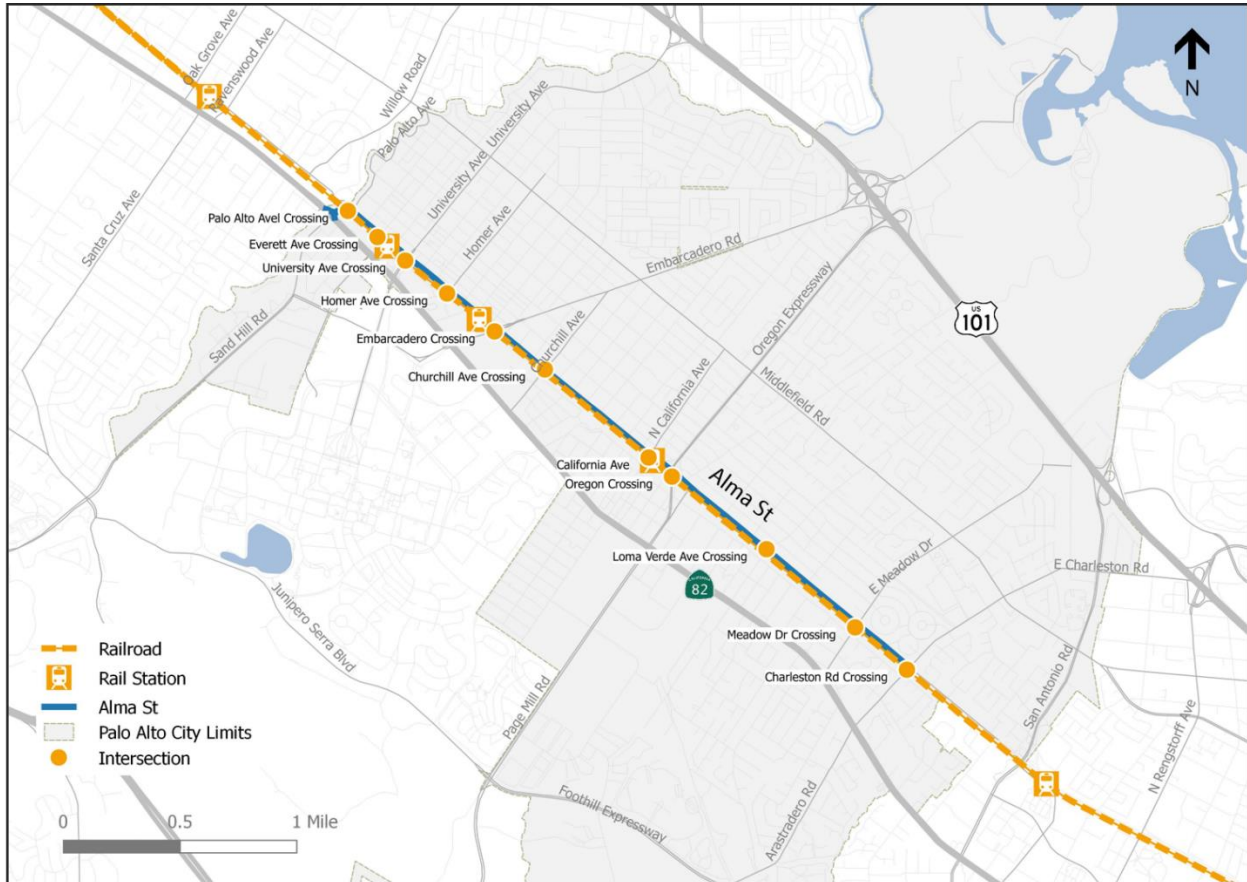 N
Oak Grove Ave
Ravenswood Ave
Willow Road
Palo Alto Ave
University Ave
University Ave
Santa Cruz Ave
Palo Alto Avel Crossing
Everett Ave Crossing
University Ave Crossing
Homer Ave
Homer Ave Crossing
Embarcadero Rd
Embarcadero Crossing
Sand Hill Rd
Churchill Ave
Churchill Ave Crossing
Oregon Expressway
US
101
Middlefield Rd
N California Ave
California Ave
Oregon Crossing
Alma St
Loma Verde Ave Crossing
E Meadow Dr
E Charleston Rd
CALIFORNIA
82
Junipero Serra Blvd
Meadow Dr Crossing
Charleston Rd Crossing
Page Mill Rd
San Antonio Rd
N Rengstorff Ave
Foothill Expressway
Arastradero Rd
Railroad
Rail Station
Alma St
Palo Alto City Limits
Intersection
0 0.5 1 Mile